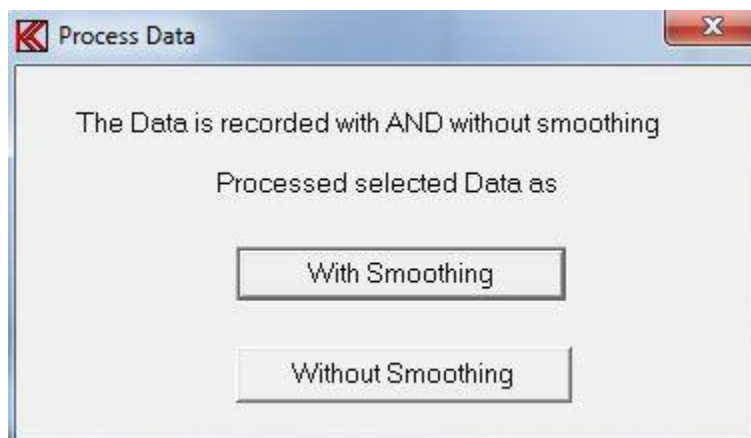 Process Data
The Data is recorded with AND without smoothing
Processed selected Data as
With Smoothing
Without Smoothing